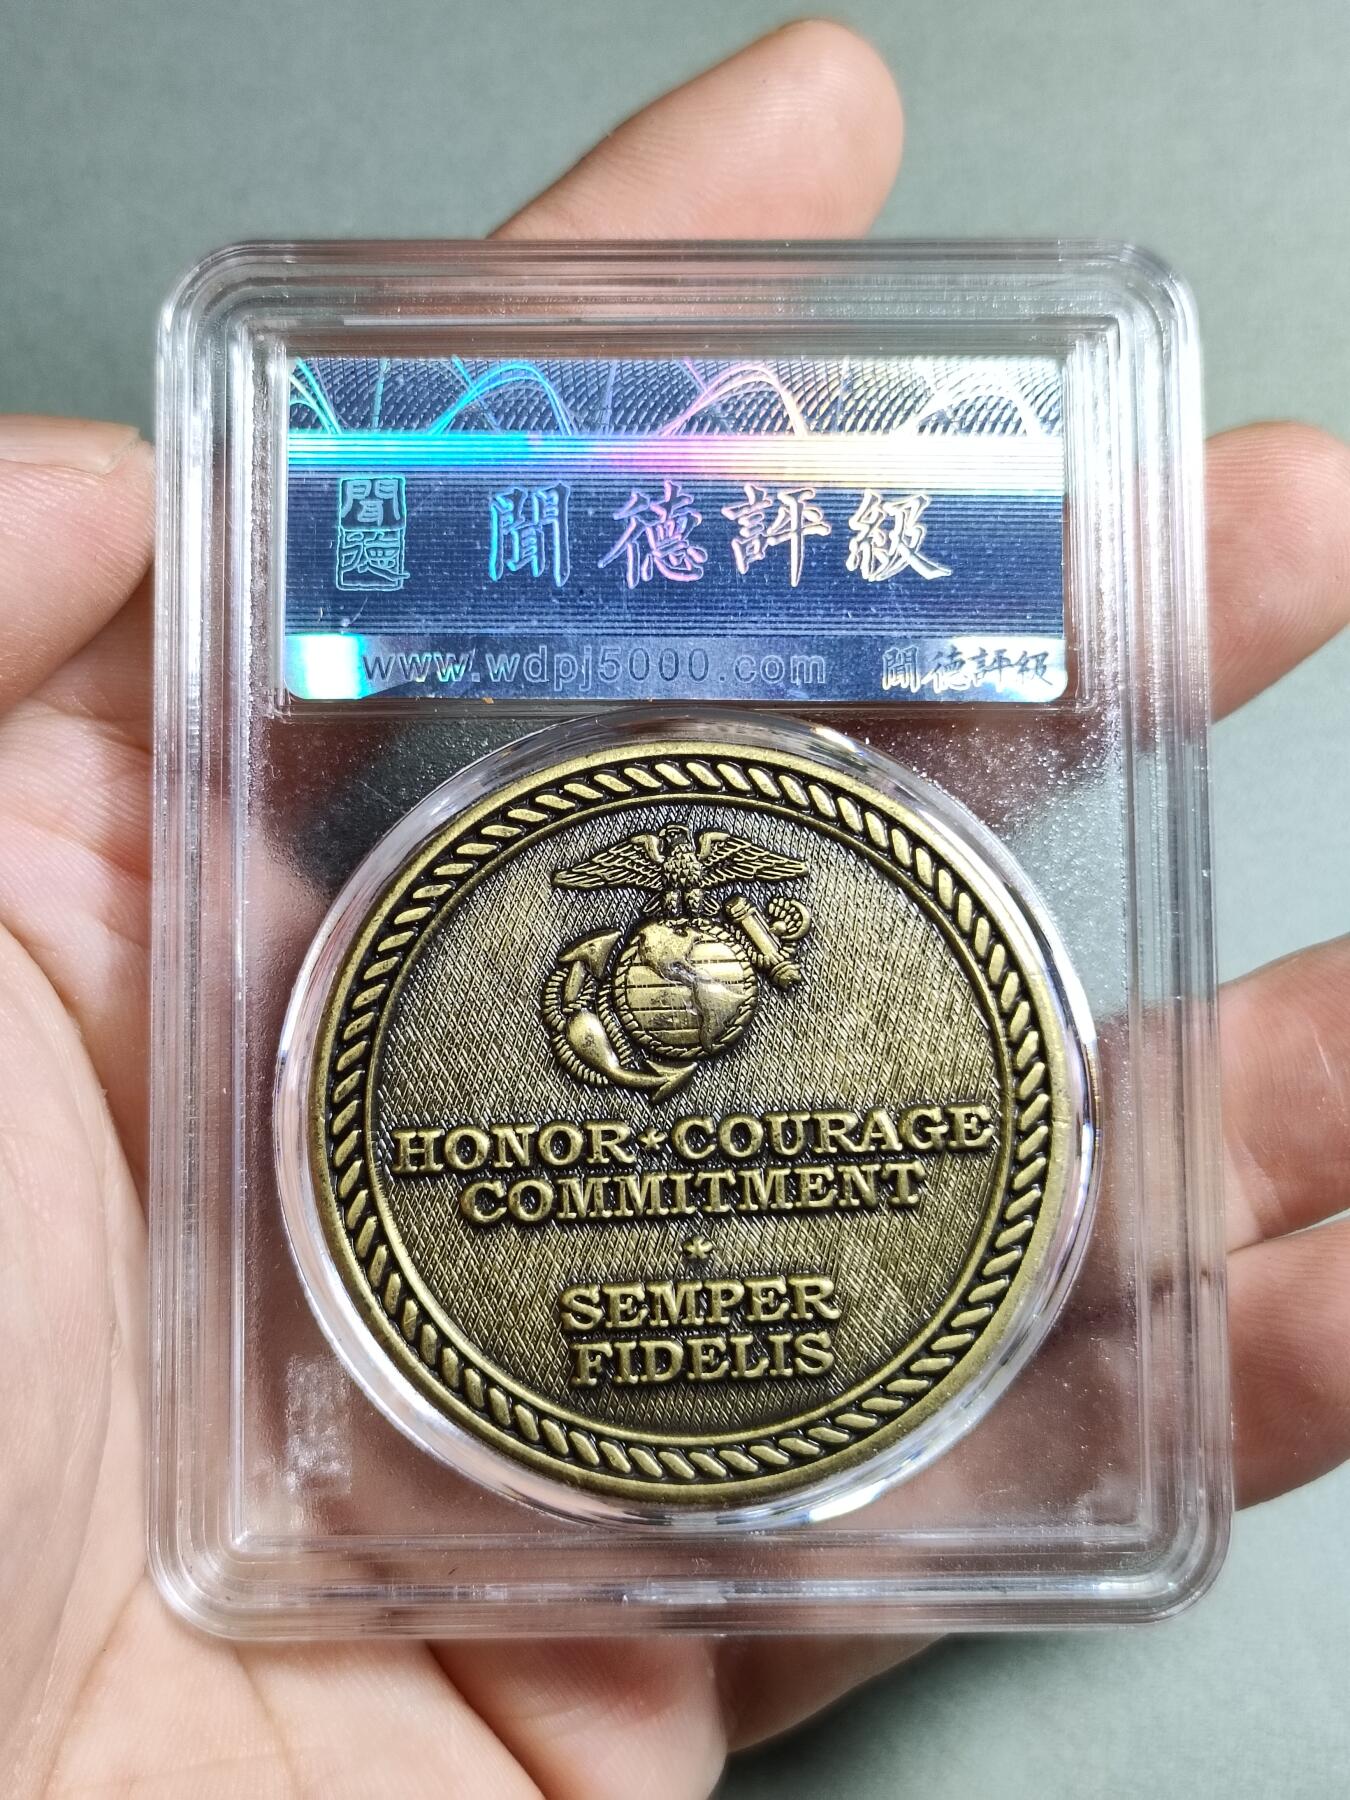 聞德
聞德評級
www.wdpj5000.com 聞德評級
HONOR★COURAGE
COMMITMENT
★
SEMPER
FIDELIS